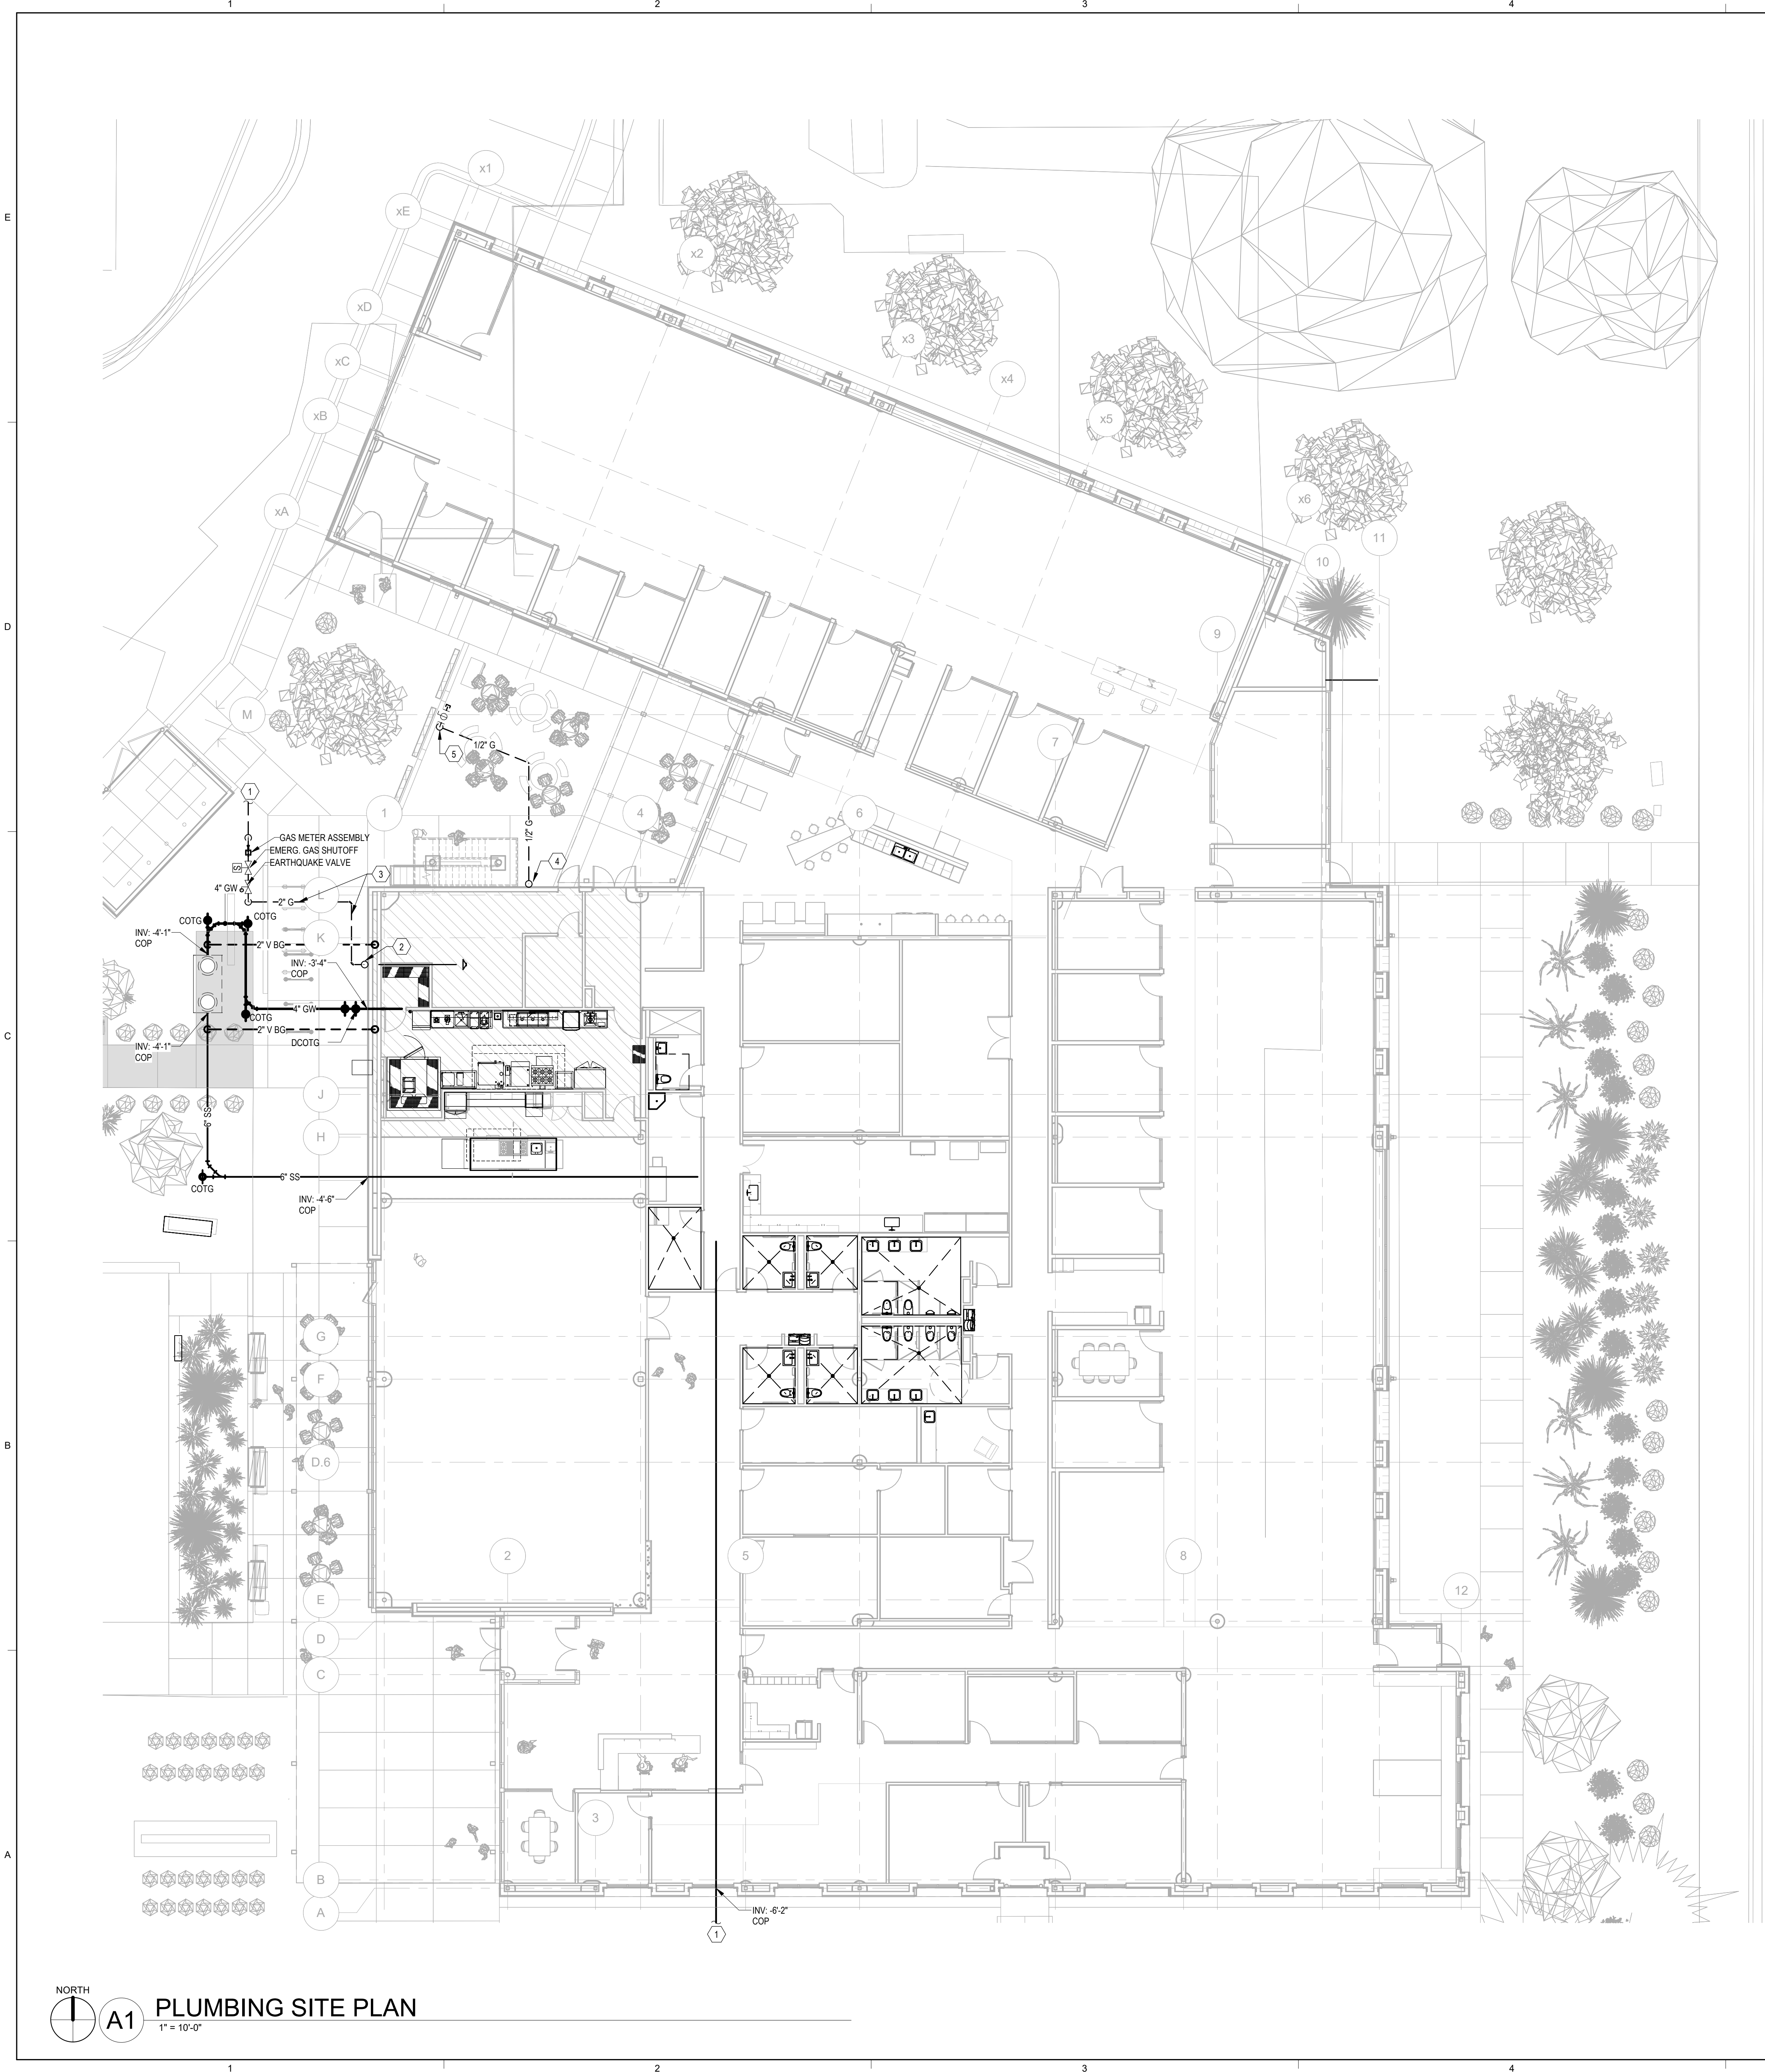 1
2
3
4
E
D
C
B
A
x1
xE
x2
xD
x3
xC
x4
xB
x5
x6
xA
11
10
9
M
7
5
1/2" G
1
1
4
6
1/2" G
GAS METER ASSEMBLY
EMERG. GAS SHUTOFF
EARTHQUAKE VALVE
S
4
3
4" GW
2" G
L
COTG
COTG
INV: -4'-1"
COP
K
2" V BG
2
INV: -3'-4"
COP
4" GW
COTG
2" V BG
DCOTG
INV: -4'-1"
COP
J
6" SS
H
6" SS
COTG
INV: -4'-6"
COP
G
F
D.6
2
5
8
E
12
D
C
3
B
A
INV: -6'-2"
COP
1
NORTH
A1
PLUMBING SITE PLAN
1" = 10'-0"
1
2
3
4